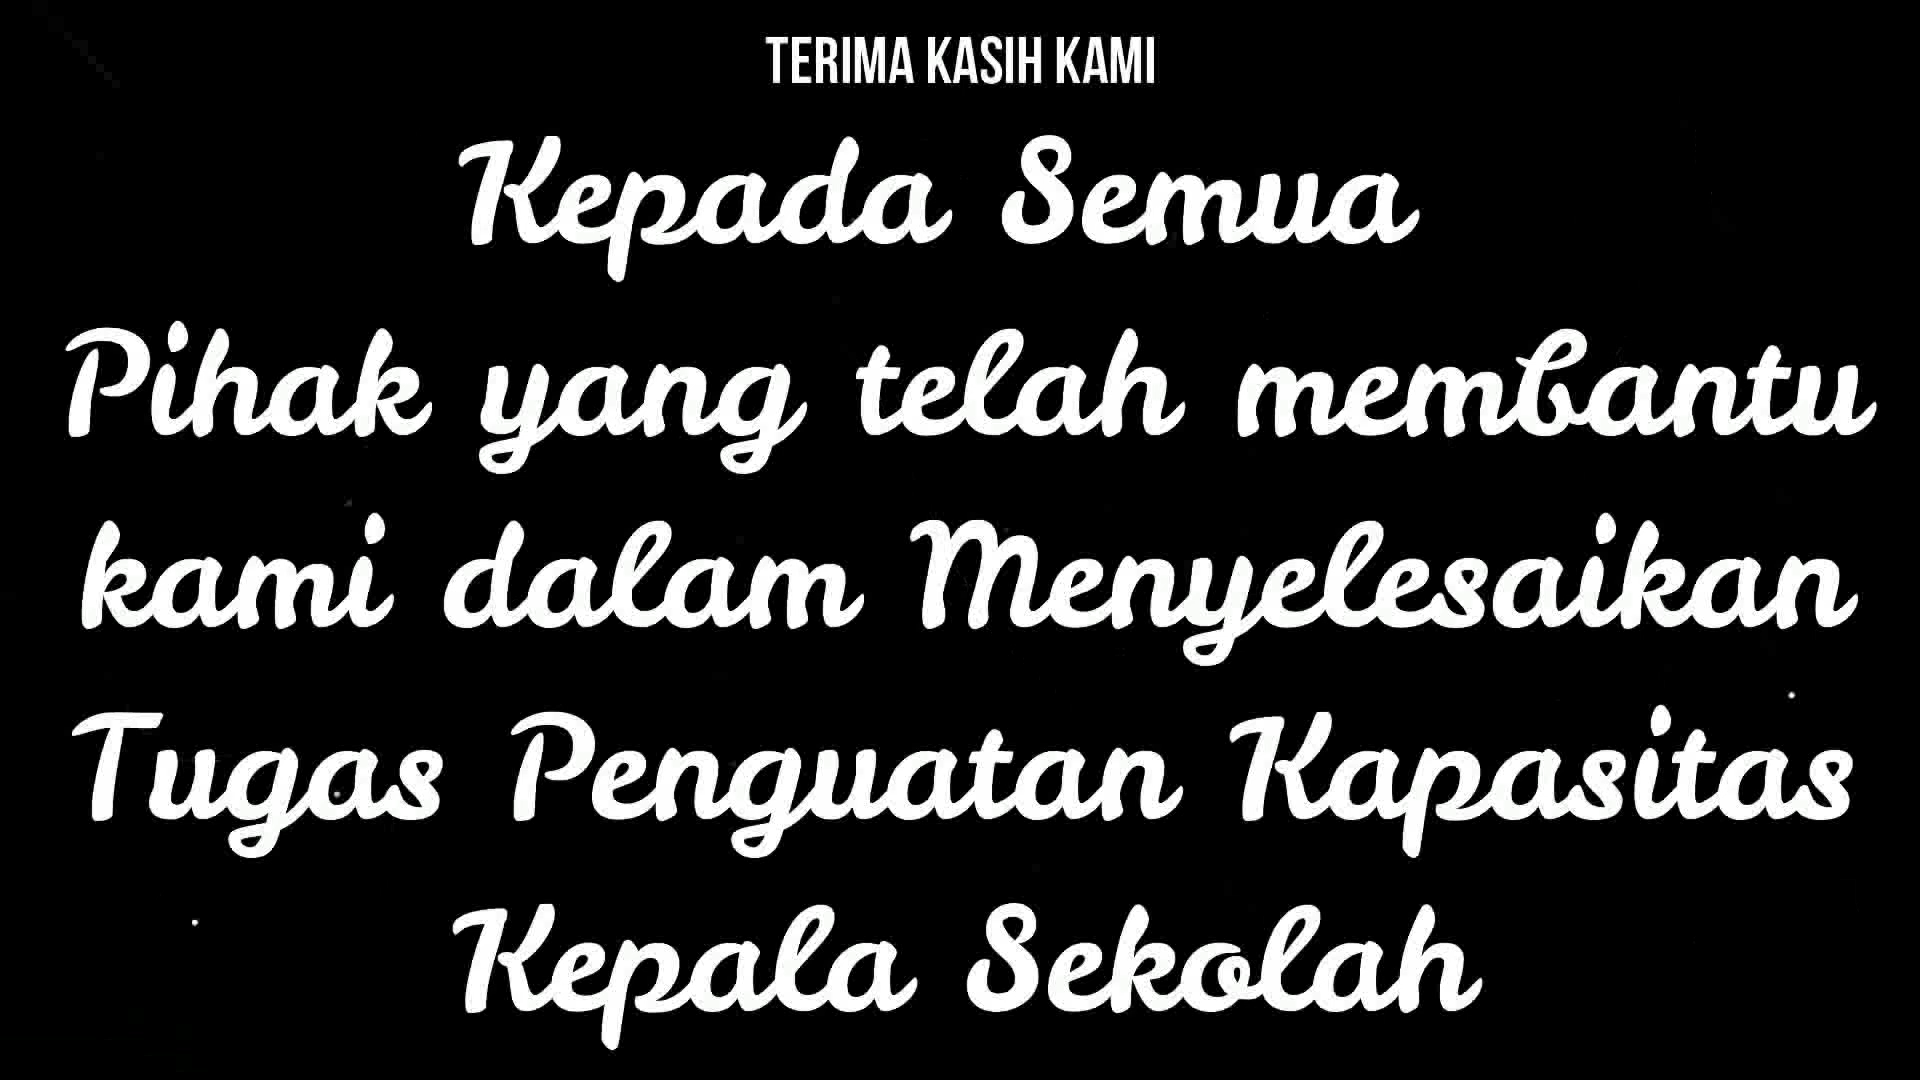 TERIMA KASIH KAMI
Kepada Semua
Pihak yang telah membantu
kami dalam Menyelesaikan
Tugas Penguatan Kapasitas
Kepala Sekolah